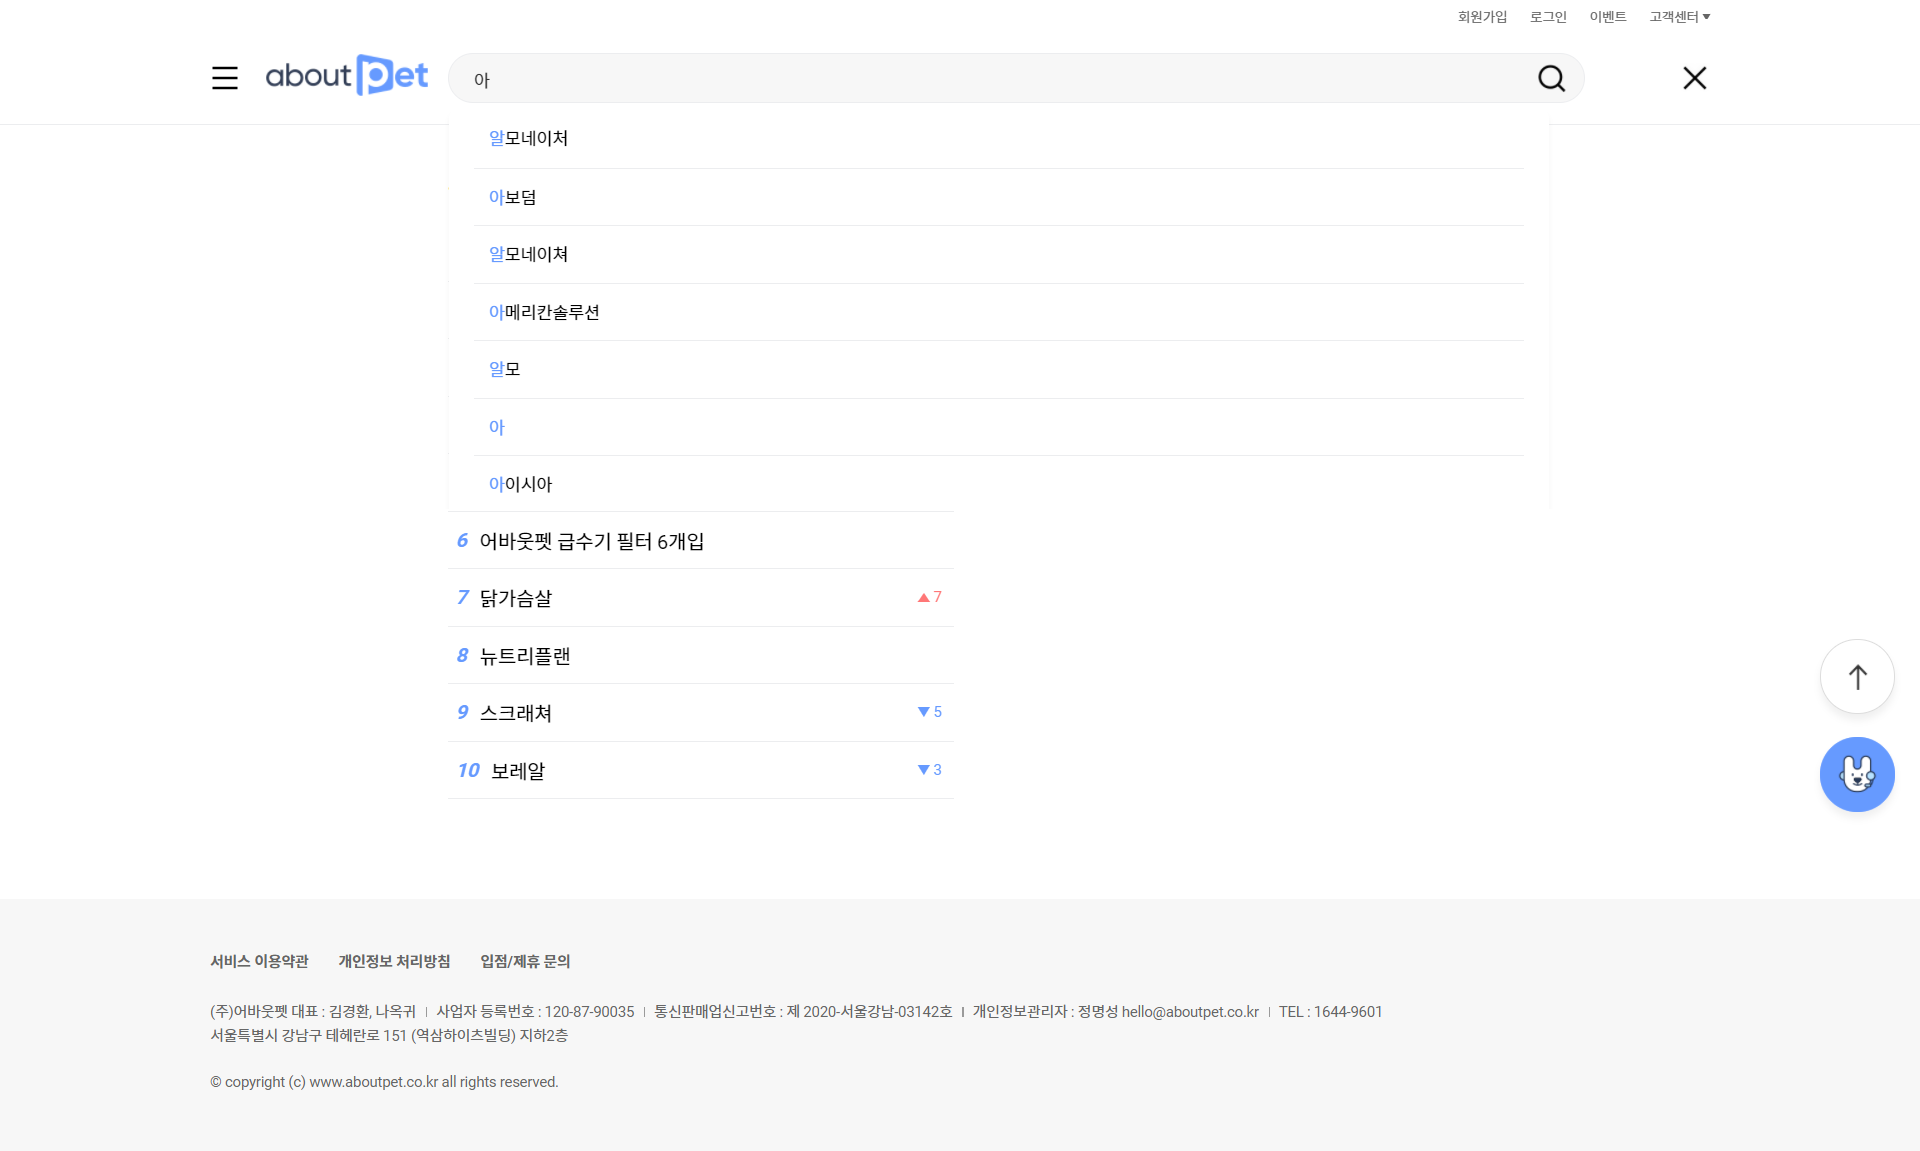 회원가입 로그인 이벤트 고객센터
aboutPet
아
알모네이처
아보덤
알모네이쳐
아메리칸솔루션
알모
아
아이시아
6 어바웃펫 급수기 필터 6개입
7 닭가슴살 ▲7
8 뉴트리플랜
9 스크래쳐 ▼5
10 보레알 ▼3
서비스 이용약관 개인정보 처리방침 입점/제휴 문의
(주)어바웃펫 대표 : 김경환, 나옥귀 | 사업자 등록번호 : 120-87-90035 | 통신판매업신고번호 : 제 2020-서울강남-03142호 | 개인정보관리자 : 정명성 hello@aboutpet.co.kr | TEL : 1644-9601
서울특별시 강남구 테헤란로 151 (역삼하이츠빌딩) 지하2층
© copyright (c) www.aboutpet.co.kr all rights reserved.